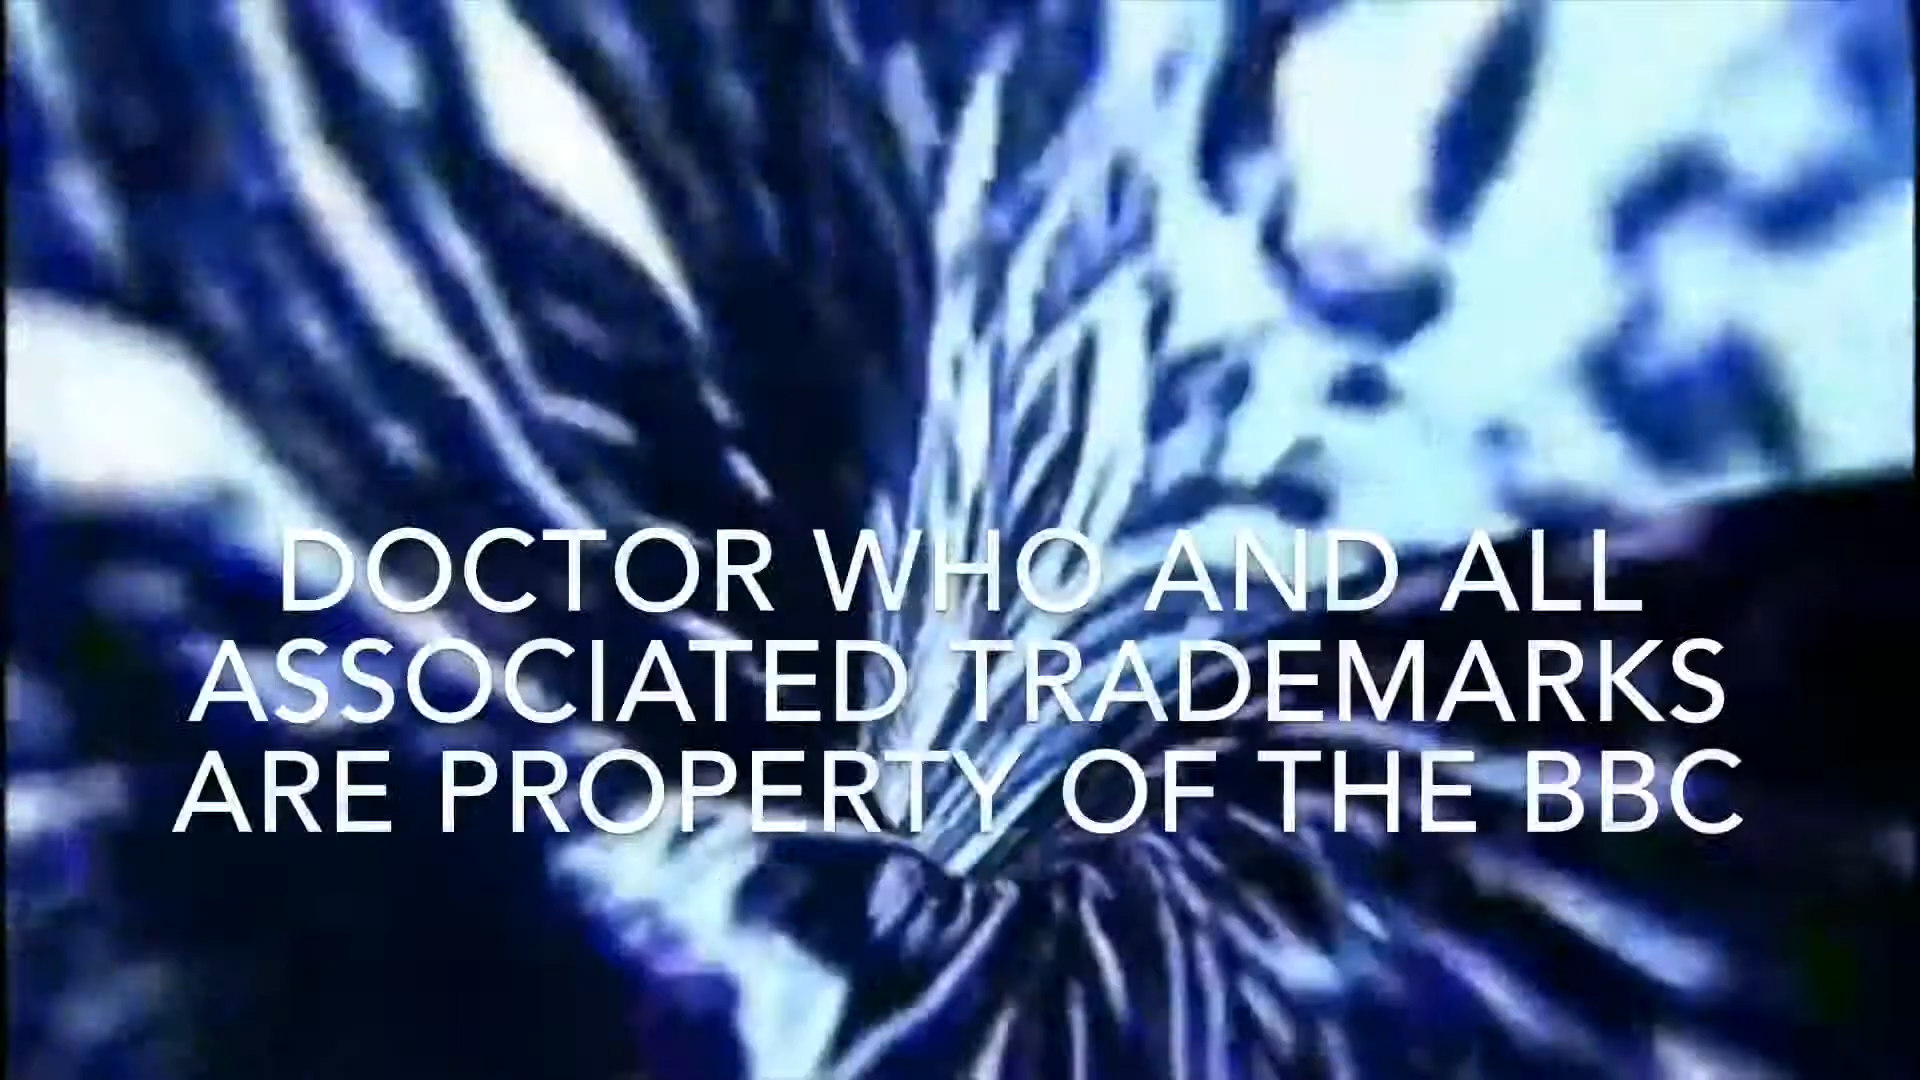 DOCTOR WHO AND ALL
ASSOCIATED TRADEMARKS
ARE PROPERTY OF THE BBC